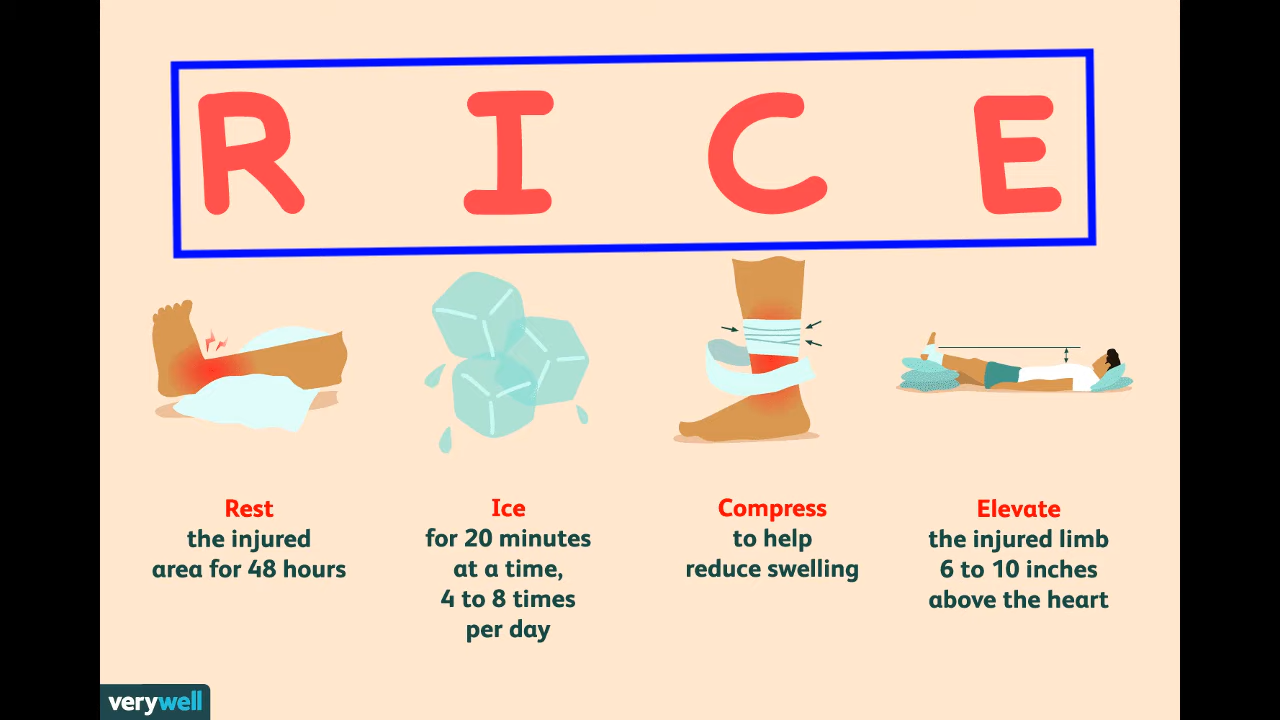 R I C E
Rest
the injured
area for 48 hours
Ice
for 20 minutes
at a time,
4 to 8 times
per day
Compress
to help
reduce swelling
Elevate
the injured limb
6 to 10 inches
above the heart
verywell